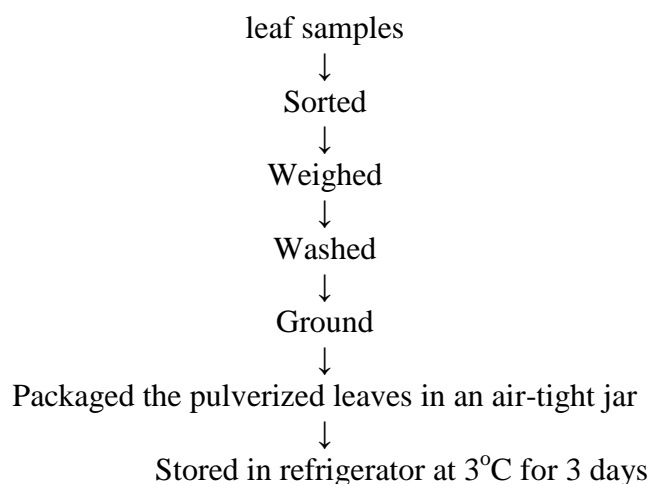 leaf samples
↓
Sorted
↓
Weighed
↓
Washed
↓
Ground
↓
Packaged the pulverized leaves in an air-tight jar
↓
Stored in refrigerator at 3°C for 3 days